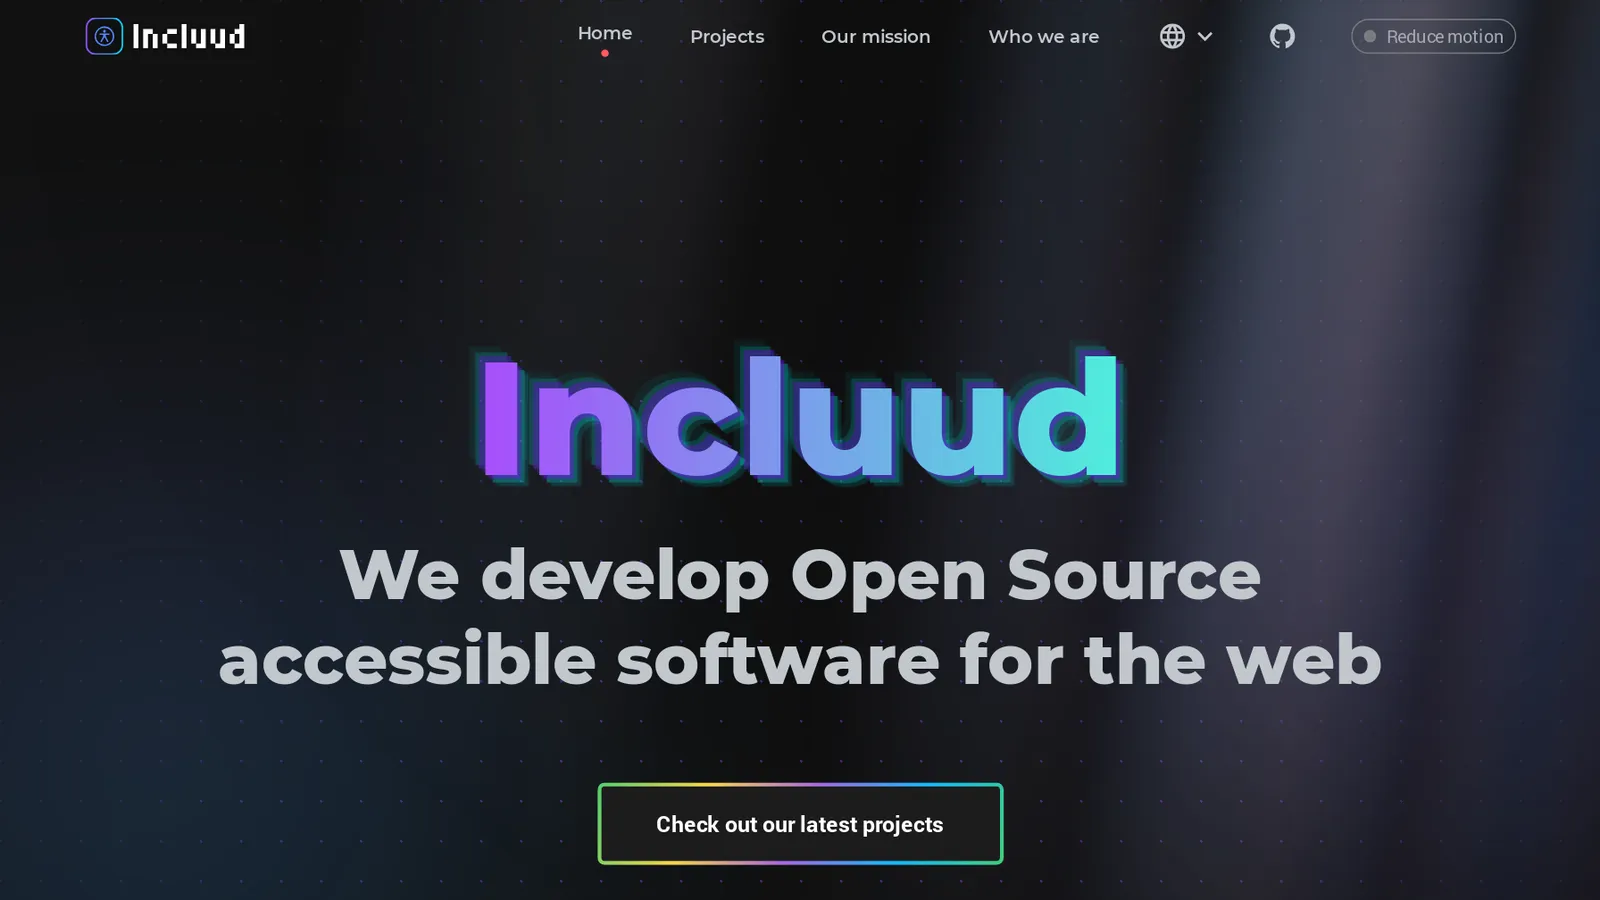 Incluud
Home
Projects
Our mission
Who we are
Reduce motion
Incluud
We develop Open Source
accessible software for the web
Check out our latest projects